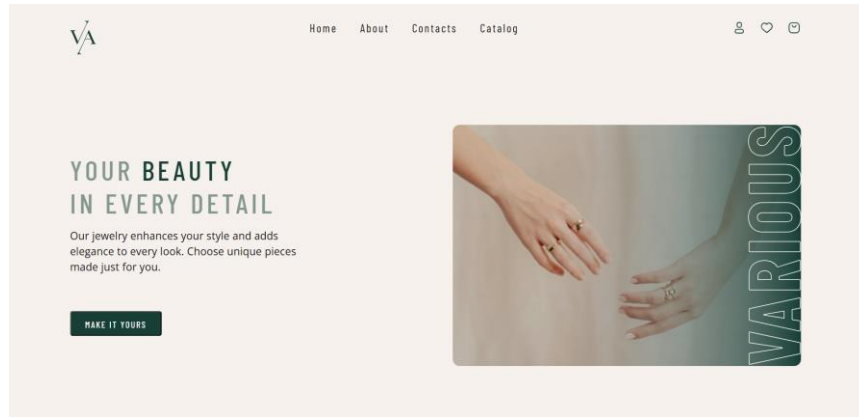 VA
Home About Contacts Catalog
YOUR BEAUTY
IN EVERY DETAIL
Our jewelry enhances your style and adds
elegance to every look. Choose unique pieces
made just for you.
MAKE IT YOURS
VARIOUS